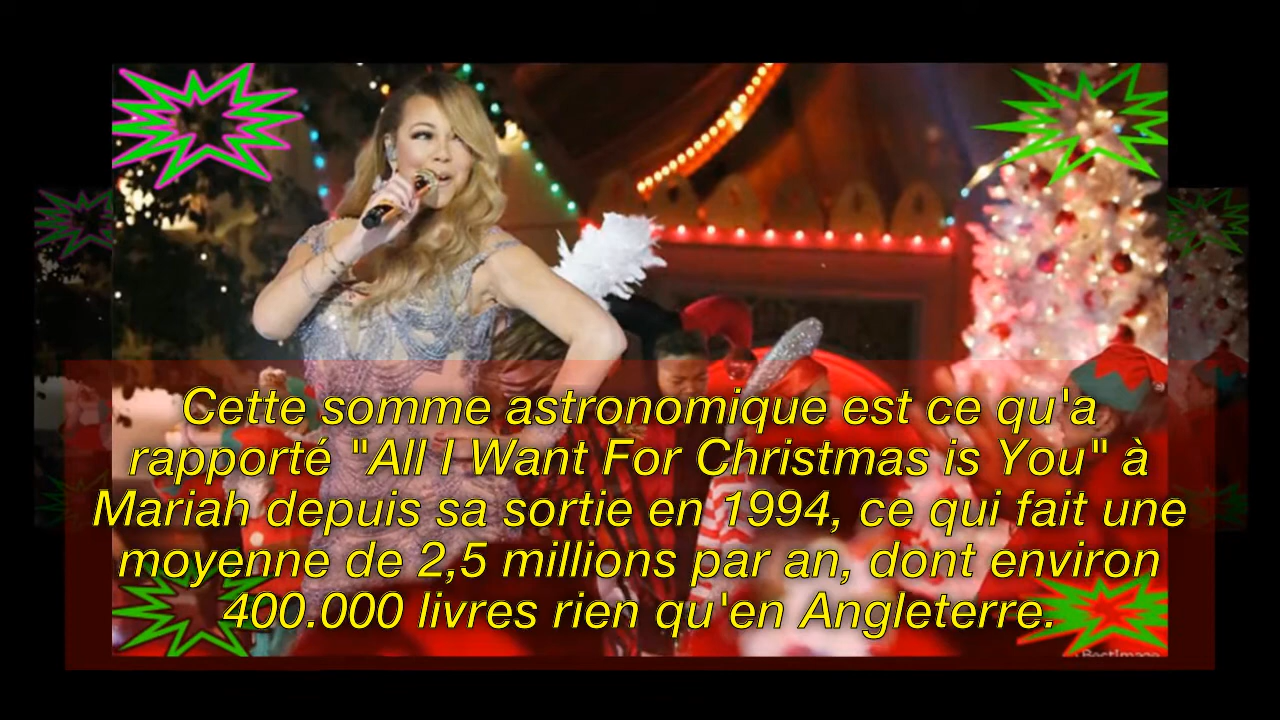 Cette somme astronomique est ce qu'a
rapporté "All I Want For Christmas is You" à
Mariah depuis sa sortie en 1994, ce qui fait une
moyenne de 2,5 millions par an, dont environ
400.000 livres rien qu'en Angleterre.
BestImage